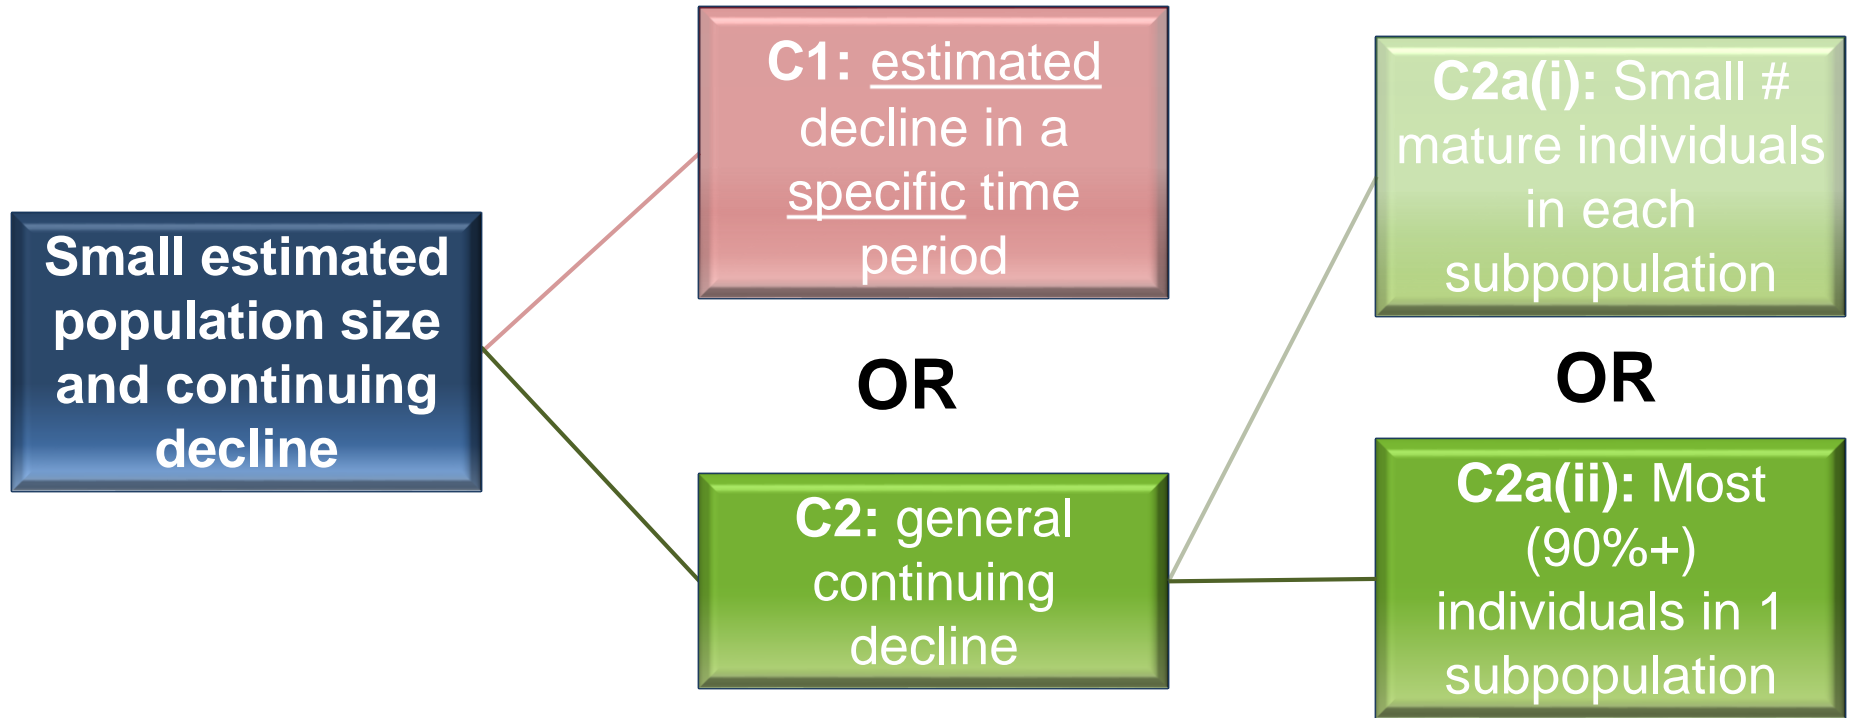 Small estimated
population size
and continuing
decline
C1: estimated
decline in a
specific time
period
OR
C2: general
continuing
decline
C2a(i): Small #
mature individuals
in each
subpopulation
OR
C2a(ii): Most
(90%+)
individuals in 1
subpopulation